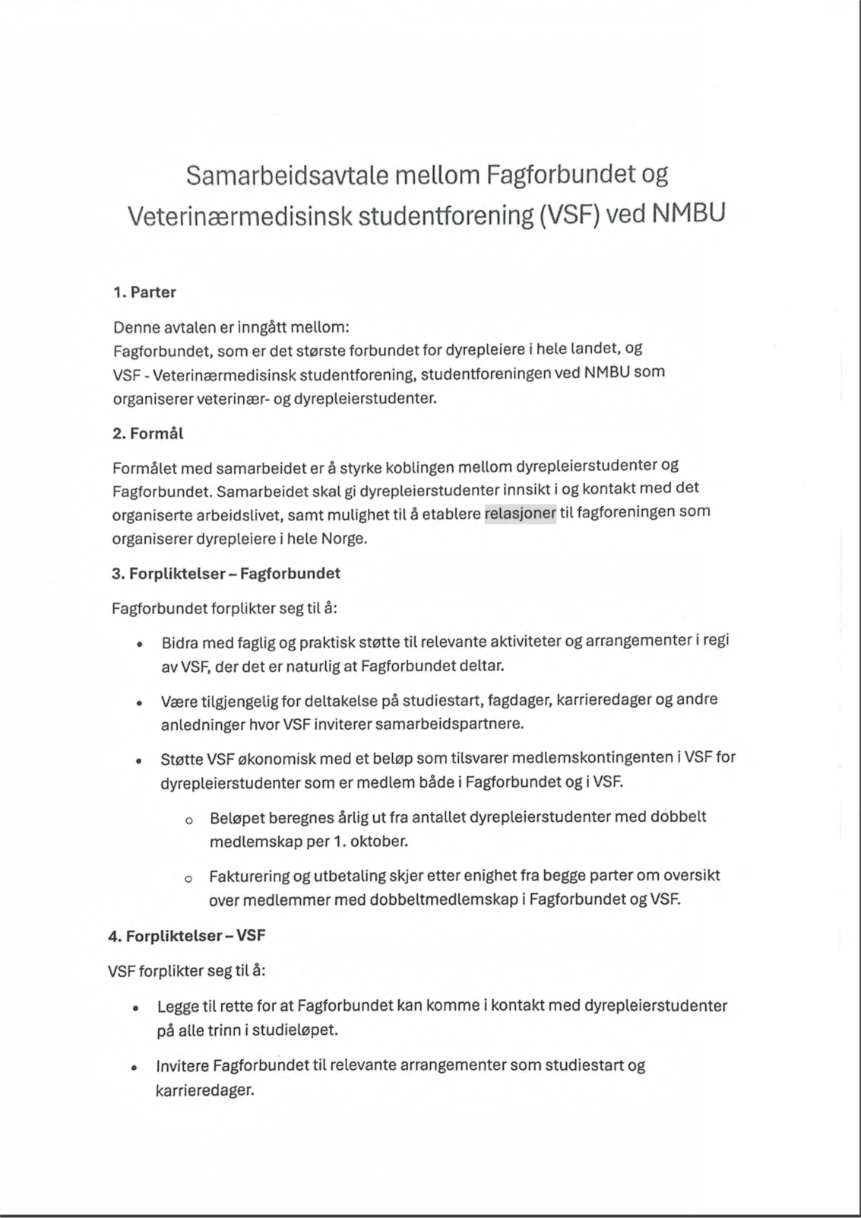 Samarbeidsavtale mellom Fagforbundet og
Veterinærmedisinsk studentforening (VSF) ved NMBU
1. Parter
Denne avtalen er inngått mellom:
Fagforbundet, som er det største forbundet for dyrepleiere i hele landet, og
VSF - Veterinærmedisinsk studentforening, studentforeningen ved NMBU som
organiserer veterinær- og dyrepleierstudenter.
2. Formål
Formålet med samarbeidet er å styrke koblingen mellom dyrepleierstudenter og
Fagforbundet. Samarbeidet skal gi dyrepleierstudenter innsikt i og kontakt med det
organiserte arbeidslivet, samt mulighet til å etablere relasjoner til fagforeningen som
organiserer dyrepleiere i hele Norge.
3. Forpliktelser – Fagforbundet
Fagforbundet forplikter seg til å:
• Bidra med faglig og praktisk støtte til relevante aktiviteter og arrangementer i regi
av VSF, der det er naturlig at Fagforbundet deltar.
• Være tilgjengelig for deltakelse på studiestart, fagdager, karrieredager og andre
anledninger hvor VSF inviterer samarbeidspartnere.
• Støtte VSF økonomisk med et beløp som tilsvarer medlemskontingenten i VSF for
dyrepleierstudenter som er medlem både i Fagforbundet og i VSF.
o Beløpet beregnes årlig ut fra antallet dyrepleierstudenter med dobbelt
medlemskap per 1. oktober.
o Fakturering og utbetaling skjer etter enighet fra begge parter om oversikt
over medlemmer med dobbeltmedlemskap i Fagforbundet og VSF.
4. Forpliktelser – VSF
VSF forplikter seg til å:
• Legge til rette for at Fagforbundet kan komme i kontakt med dyrepleierstudenter
på alle trinn i studieløpet.
• Invitere Fagforbundet til relevante arrangementer som studiestart og
karrieredager.